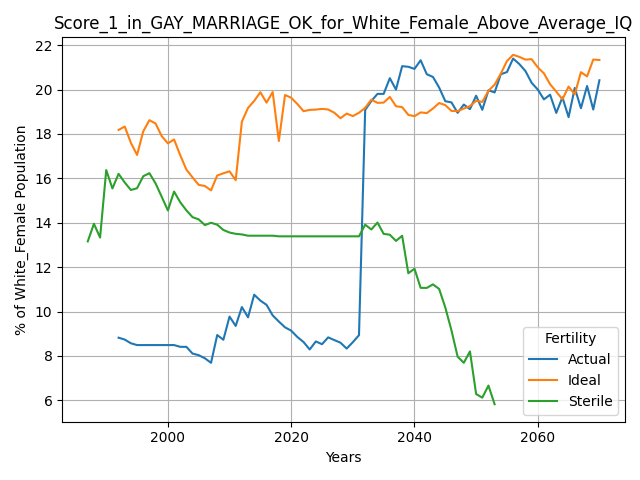 Score_1_in_GAY_MARRIAGE_OK_for_White_Female_Above_Average_IQ
% of White_Female Population
22
20
18
16
14
12
10
8
6
2000 2020 2040 2060
Years
Fertility
Actual
Ideal
Sterile